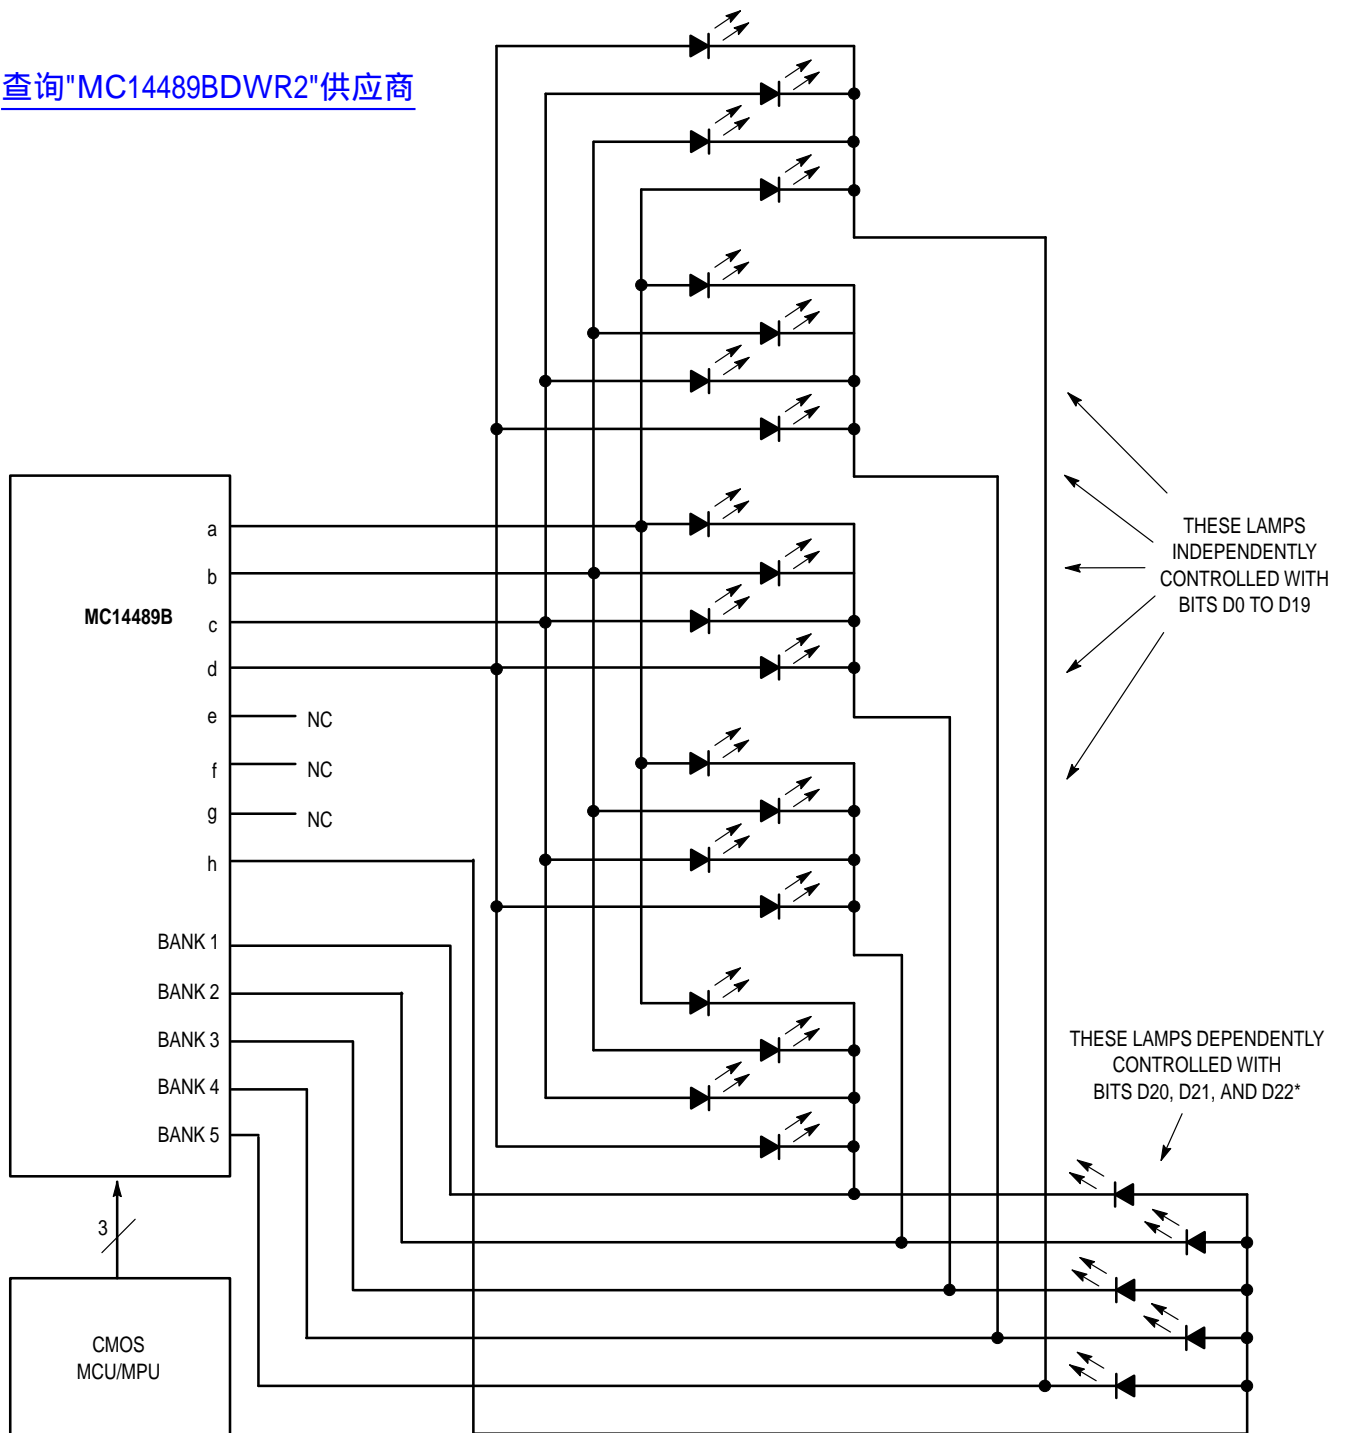 查询"MC14489BDWR2"供应商
a
b
MC14489B
c
d
e
NC
f
NC
g
NC
h
BANK 1
BANK 2
BANK 3
BANK 4
BANK 5
3
CMOS
MCU/MPU
THESE LAMPS
INDEPENDENTLY
CONTROLLED WITH
BITS D0 TO D19
THESE LAMPS DEPENDENTLY
CONTROLLED WITH
BITS D20, D21, AND D22*